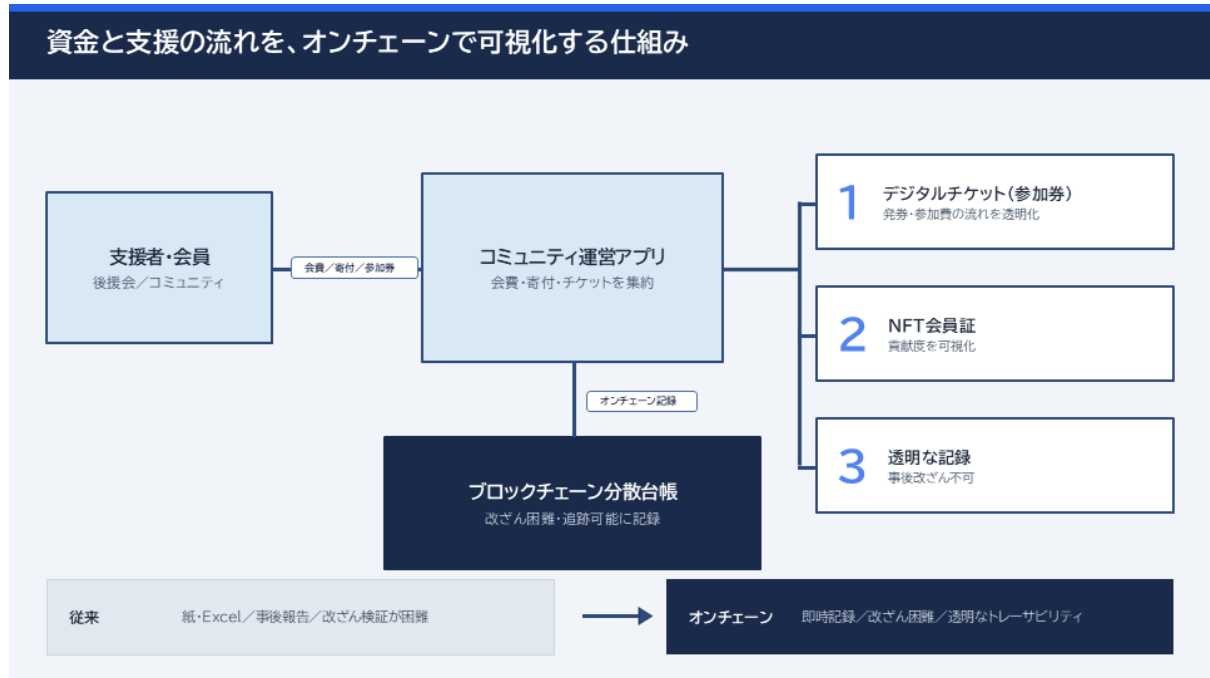 資金と支援の流れを、オンチェーンで可視化する仕組み
支援者・会員
後援会／コミュニティ
会費／寄付／参加券
コミュニティ運営アプリ
会費・寄付・チケットを集約
オンチェーン記録
ブロックチェーン分散台帳
改ざん困難・追跡可能に記録
1
デジタルチケット（参加券）
発券・参加費の流れを透明化
2
NFT会員証
貢献度を可視化
3
透明な記録
事後改ざん不可
従来
紙・Excel／事後報告／改ざん検証が困難
オンチェーン
即時記録／改ざん困難／透明なトレーサビリティ